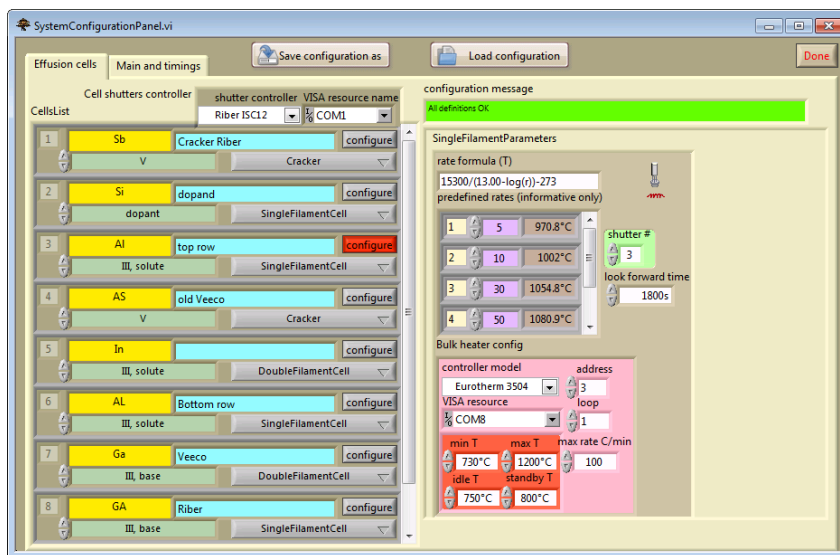 SystemConfigurationPanel.vi
Effusion cells Main and timings Save configuration as Load configuration Done
Cell shutters controller shutter controller VISA resource name
CellsList Riber ISC12 COM1
1 Sb Cracker Riber configure
V Cracker
2 Si dopand configure
dopant SingleFilamentCell
3 Al top row configure
III, solute SingleFilamentCell
4 AS old Veeco configure
V Cracker
5 In configure
III, solute DoubleFilamentCell
6 AL Bottom row configure
III, solute SingleFilamentCell
7 Ga Veeco configure
III, base DoubleFilamentCell
8 GA Riber configure
III, base SingleFilamentCell
configuration message
All definitions OK
SingleFilamentParameters
rate formula (T)
15300/(13.00-log(r))-273
predefined rates (informative only)
1 5 970.8°C
2 10 1002°C
3 30 1054.8°C
4 50 1080.9°C
shutter #
3
look forward time
1800s
Bulk heater config
controller model address
Eurotherm 3504 3
VISA resource loop
COM8 1
min T max T max rate C/min
730°C 1200°C 100
idle T standby T
750°C 800°C